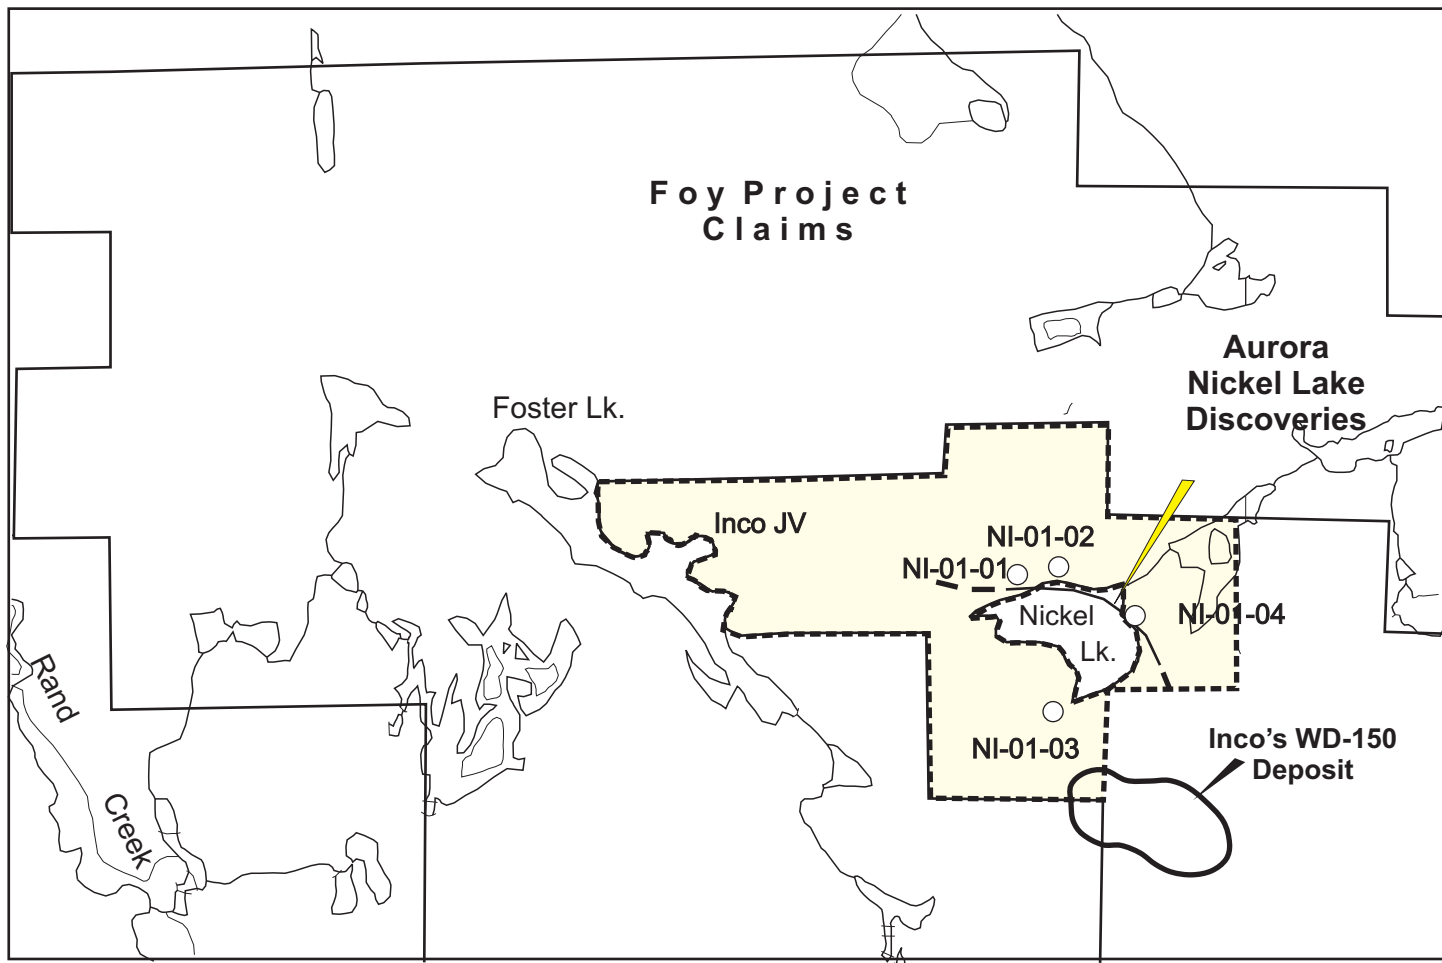 Foy Project
Claims
Aurora
Nickel Lake
Discoveries
Foster Lk.
Inco JV
NI-01-02
NI-01-01
Nickel
Lk.
NI-01-04
Rand
Creek
NI-01-03
Inco’s WD-150
Deposit